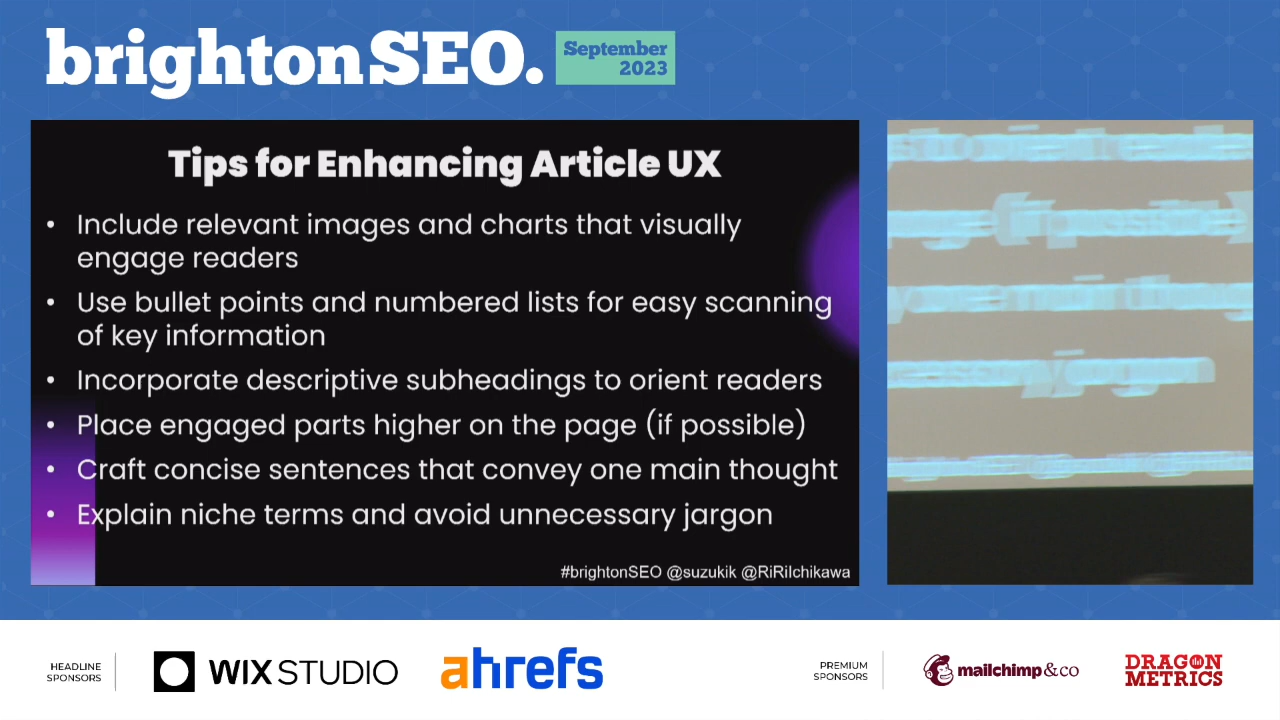 brightonSEO.
September
2023
Tips for Enhancing Article UX
• Include relevant images and charts that visually
engage readers
• Use bullet points and numbered lists for easy scanning
of key information
• Incorporate descriptive subheadings to orient readers
• Place engaged parts higher on the page (if possible)
• Craft concise sentences that convey one main thought
• Explain niche terms and avoid unnecessary jargon
#brightonSEO @suzukik @RiRiIchikawa
HEADLINE
SPONSORS
WIX STUDIO
ahrefs
PREMIUM
SPONSORS
mailchimp&co
DRAGON
METRICS